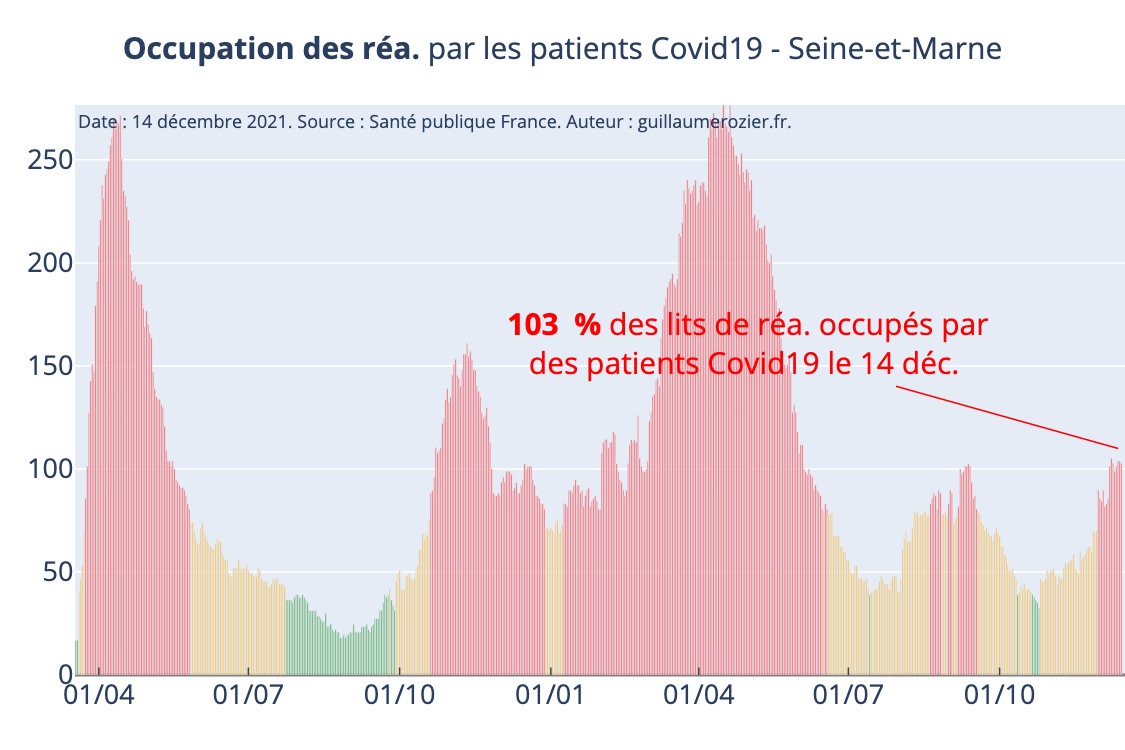 Occupation des réa. par les patients Covid19 - Seine-et-Marne
Date : 14 décembre 2021. Source : Santé publique France. Auteur : guillaumerozier.fr.
250
200
103 % des lits de réa. occupés par
des patients Covid19 le 14 déc.
150
100
50
0
01/04 01/07 01/10 01/01 01/04 01/07 01/10